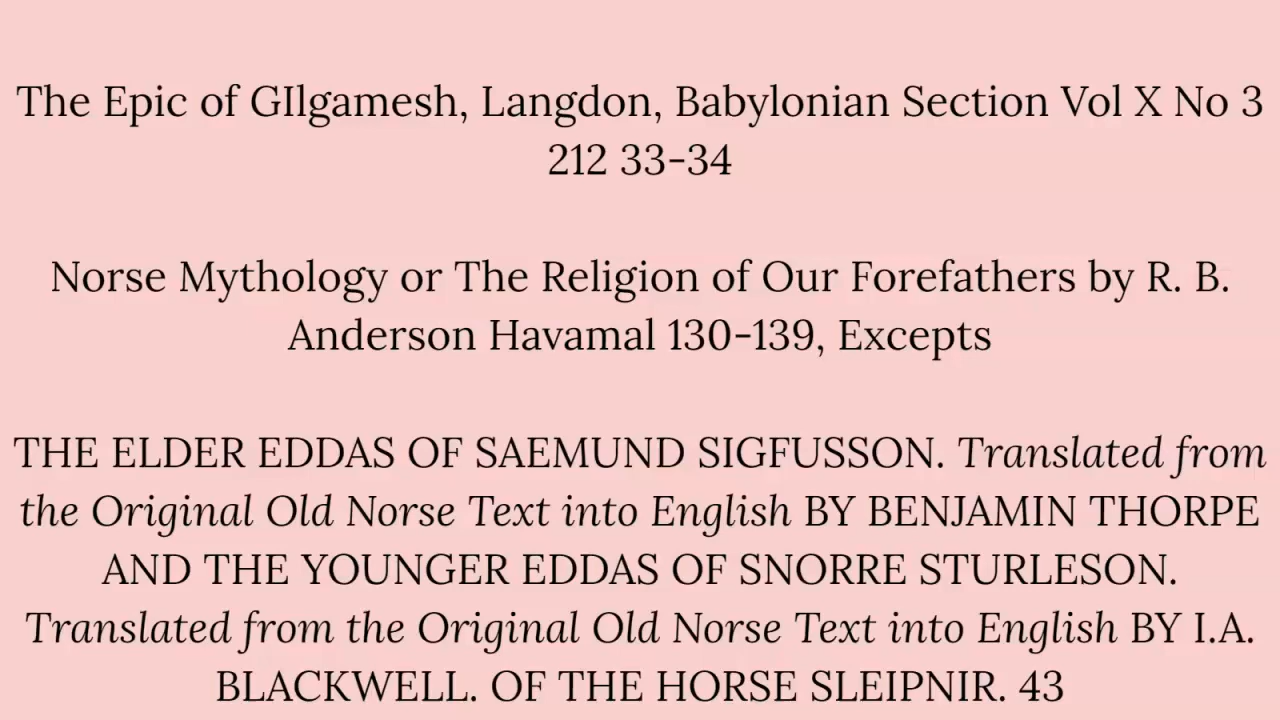 The Epic of GIlgamesh, Langdon, Babylonian Section Vol X No 3
212 33-34
Norse Mythology or The Religion of Our Forefathers by R. B.
Anderson Havamal 130-139, Excepts
THE ELDER EDDAS OF SAEMUND SIGFUSSON. Translated from
the Original Old Norse Text into English BY BENJAMIN THORPE
AND THE YOUNGER EDDAS OF SNORRE STURLESON.
Translated from the Original Old Norse Text into English BY I.A.
BLACKWELL. OF THE HORSE SLEIPNIR. 43